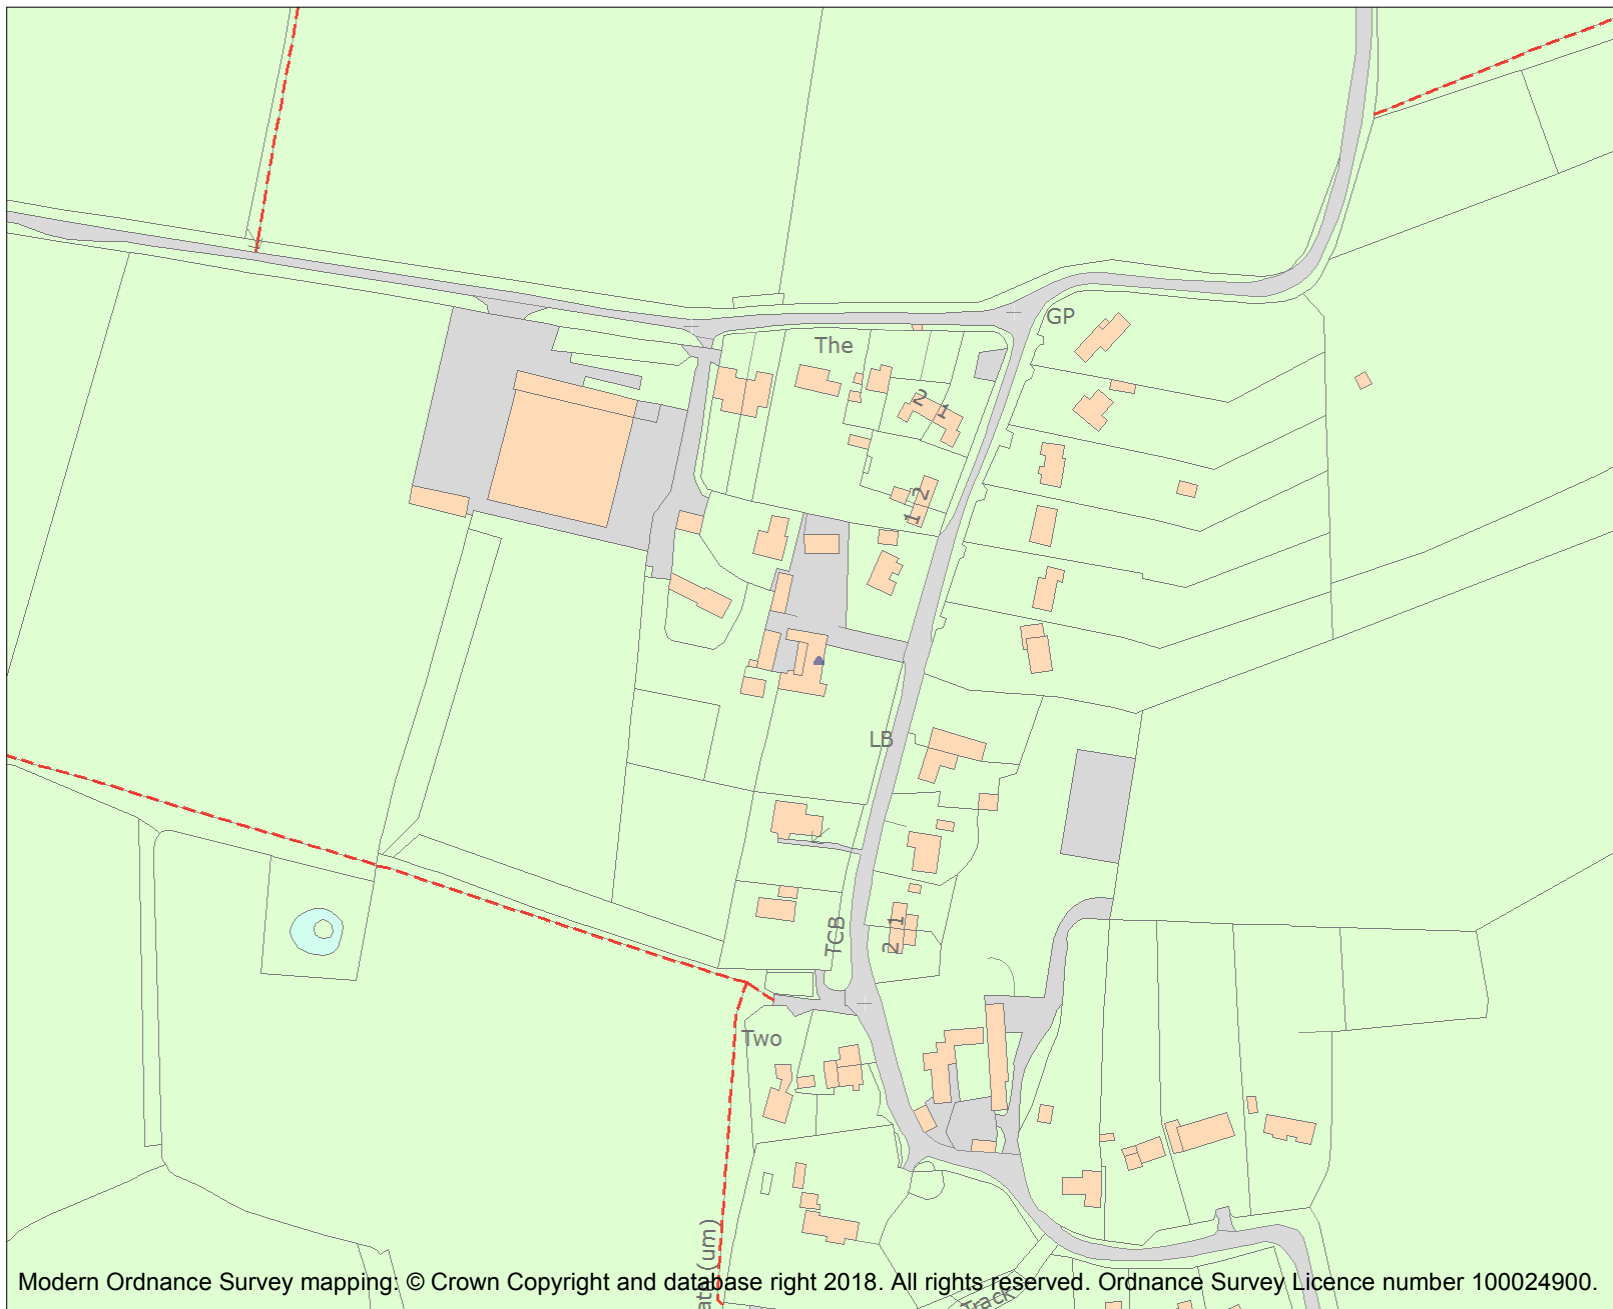 GP
The
2
1
2
1
LB
1
2
TCB
Two
(um)
Track
Modern Ordnance Survey mapping: © Crown Copyright and database right 2018. All rights reserved. Ordnance Survey Licence number 100024900.